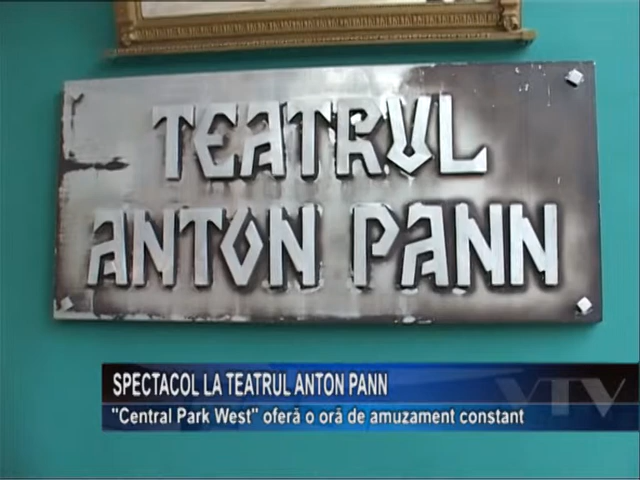 TEATRUL
ANTON PANN
SPECTACOL LA TEATRUL ANTON PANN
VTV
"Central Park West" oferă o oră de amuzament constant